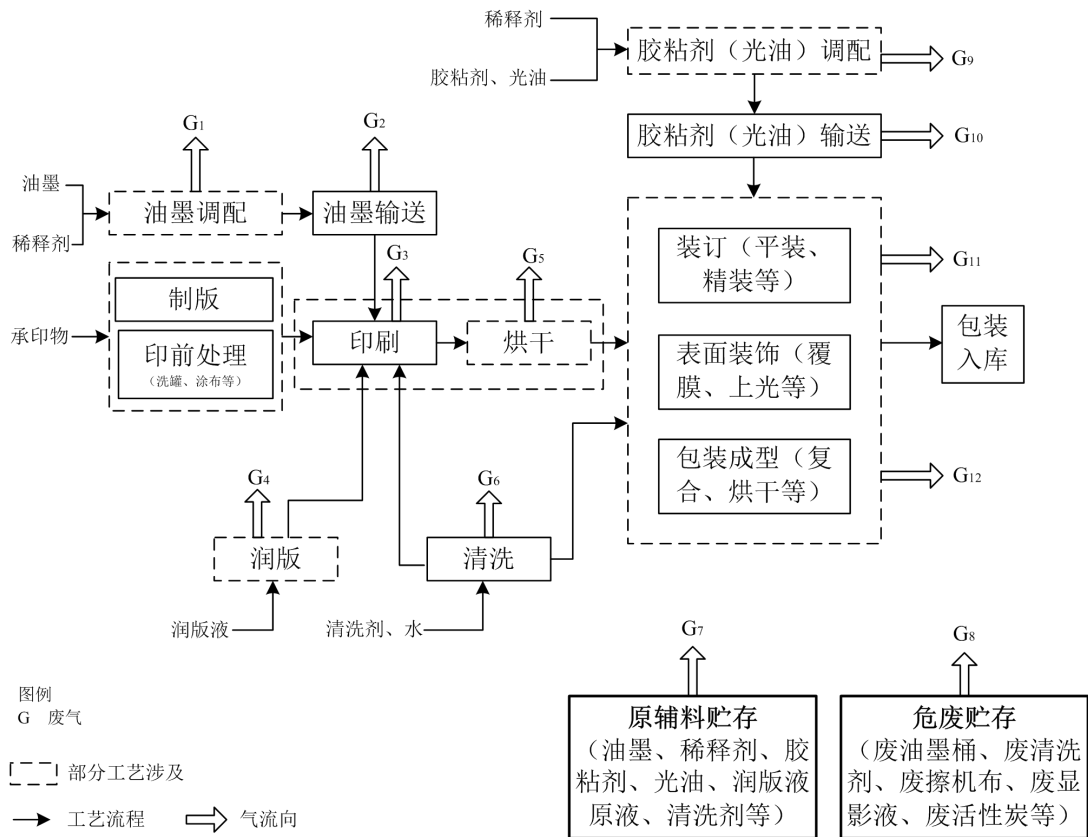 稀释剂
胶粘剂、光油
胶粘剂（光油）调配
G9
胶粘剂（光油）输送
G10
G1
G2
油墨
稀释剂
油墨调配
油墨输送
G3
G5
承印物
制版
印前处理
（洗罐、涂布等）
印刷
烘干
装订（平装、
精装等）
G11
表面装饰（覆
膜、上光等）
包装成型（复
合、烘干等）
G12
包装
入库
G4
G6
润版
清洗
润版液
清洗剂、水
G7
G8
原辅料贮存
（油墨、稀释剂、胶
粘剂、光油、润版液
原液、清洗剂等）
危废贮存
（废油墨桶、废清洗
剂、废擦机布、废显
影液、废活性炭等）
图例
G 废气
部分工艺涉及
工艺流程
气流向